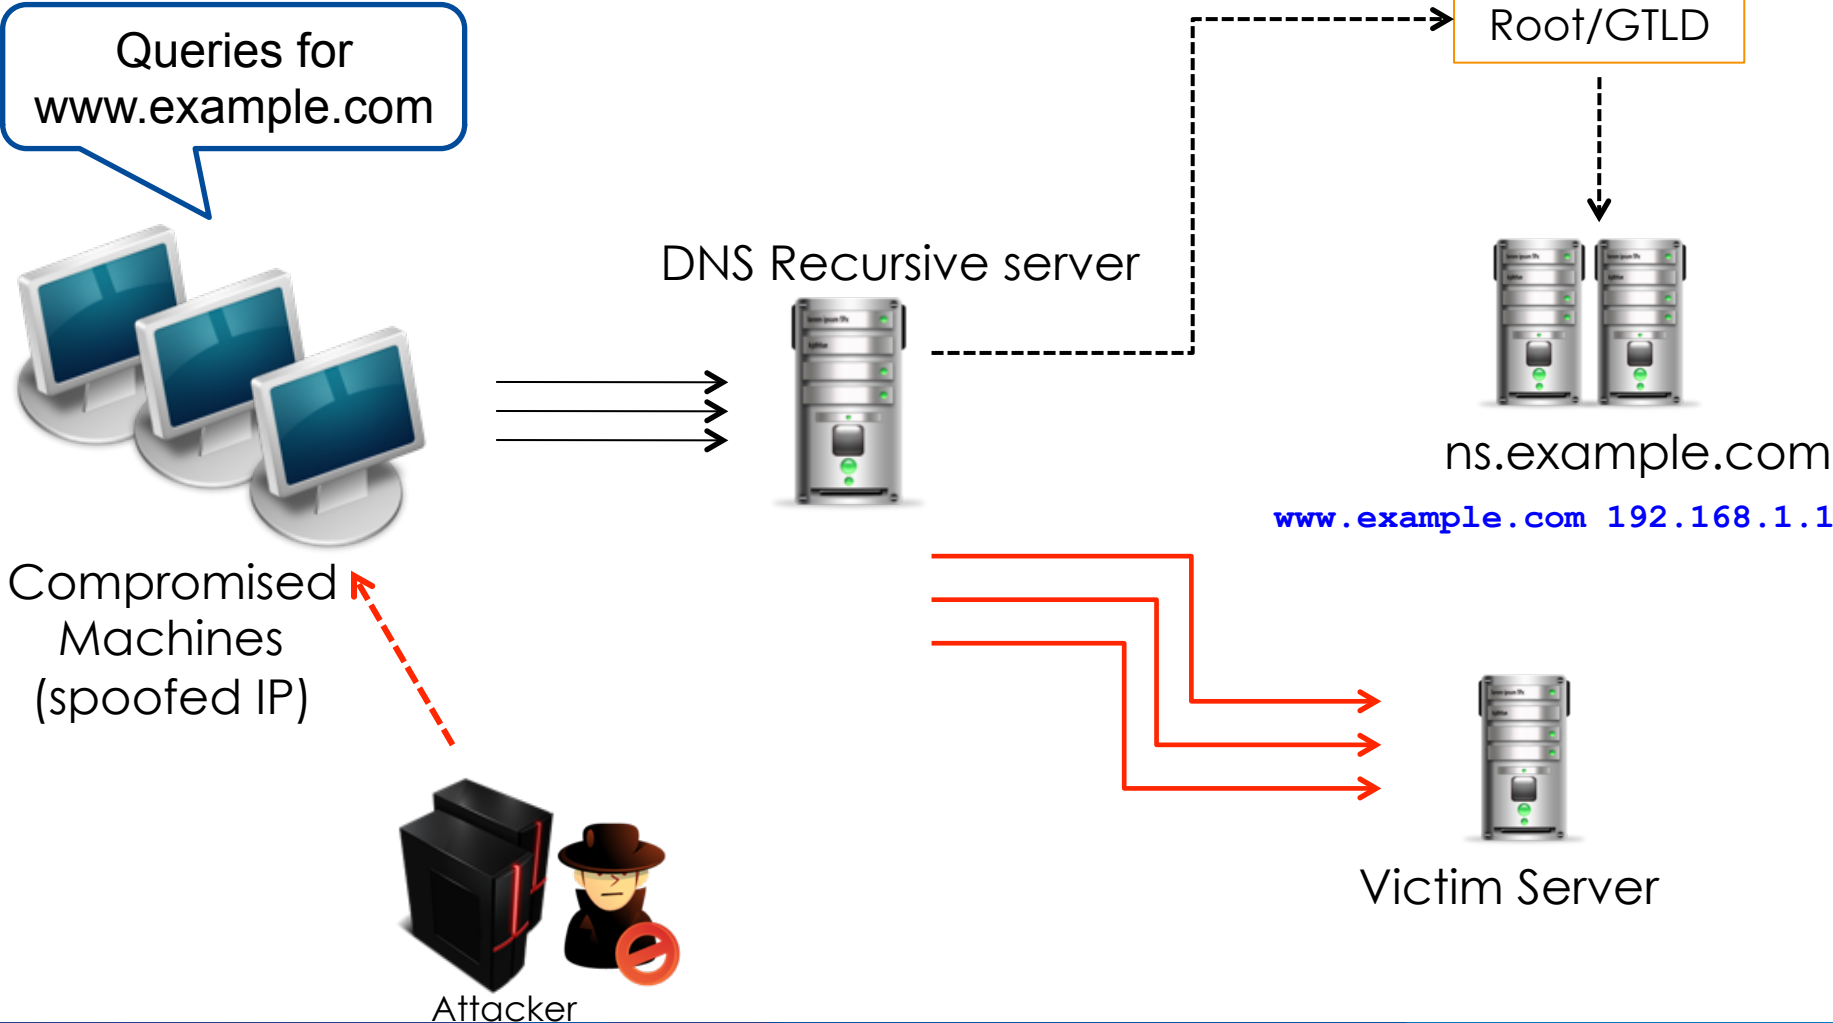 Queries for
www.example.com
Root/GTLD
DNS Recursive server
ns.example.com
www.example.com 192.168.1.1
Compromised
Machines
(spoofed IP)
Victim Server
Attacker